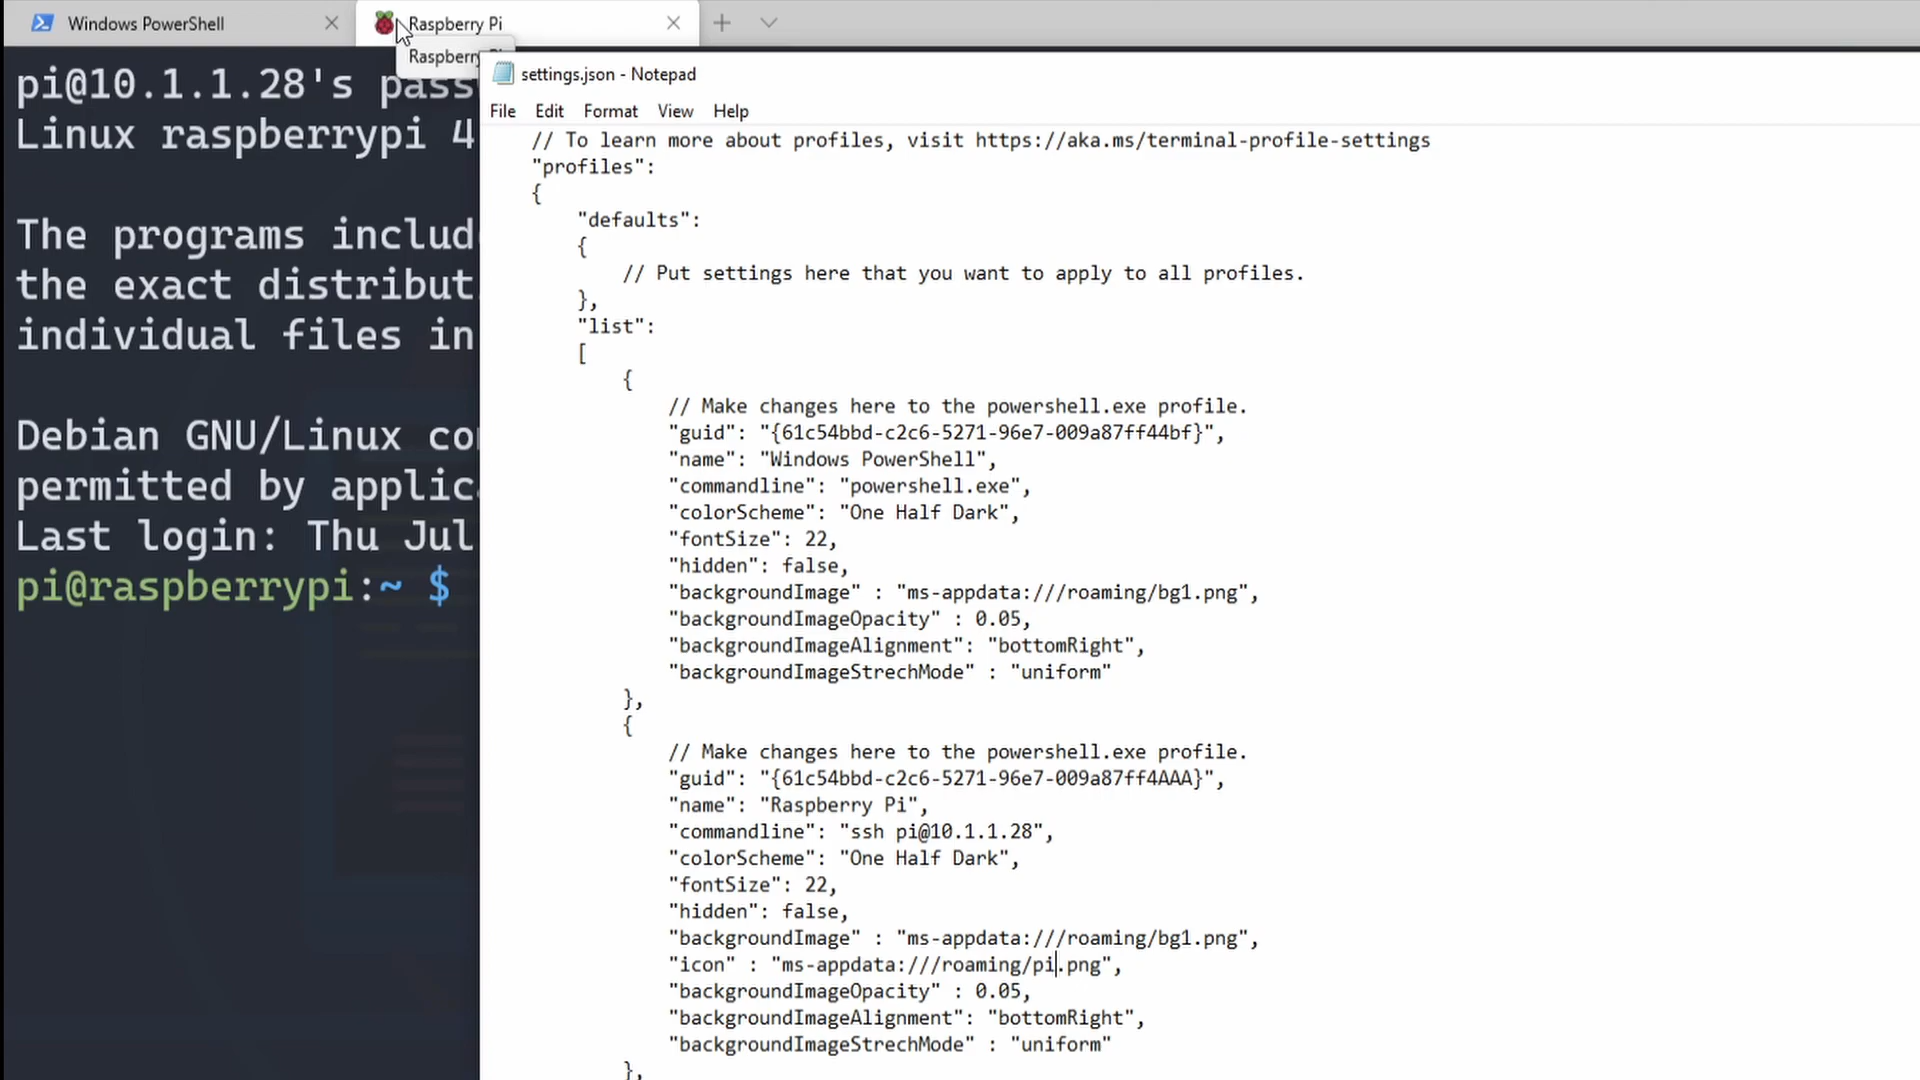 Windows PowerShell
Raspberry Pi
Raspberry
pi@10.1.1.28's pass
Linux raspberrypi 4
The programs includ
the exact distribut
individual files in
Debian GNU/Linux co
permitted by applic
Last login: Thu Jul
pi@raspberrypi:~ $
settings.json - Notepad
File Edit Format View Help
// To learn more about profiles, visit https://aka.ms/terminal-profile-settings
"profiles":
{
"defaults":
{
// Put settings here that you want to apply to all profiles.
},
"list":
[
{
// Make changes here to the powershell.exe profile.
"guid": "{61c54bbd-c2c6-5271-96e7-009a87ff44bf}",
"name": "Windows PowerShell",
"commandline": "powershell.exe",
"colorScheme": "One Half Dark",
"fontSize": 22,
"hidden": false,
"backgroundImage" : "ms-appdata:///roaming/bg1.png",
"backgroundImageOpacity" : 0.05,
"backgroundImageAlignment": "bottomRight",
"backgroundImageStrechMode" : "uniform"
},
{
// Make changes here to the powershell.exe profile.
"guid": "{61c54bbd-c2c6-5271-96e7-009a87ff4AAA}",
"name": "Raspberry Pi",
"commandline": "ssh pi@10.1.1.28",
"colorScheme": "One Half Dark",
"fontSize": 22,
"hidden": false,
"backgroundImage" : "ms-appdata:///roaming/bg1.png",
"icon" : "ms-appdata:///roaming/pi.png",
"backgroundImageOpacity" : 0.05,
"backgroundImageAlignment": "bottomRight",
"backgroundImageStrechMode" : "uniform"
},